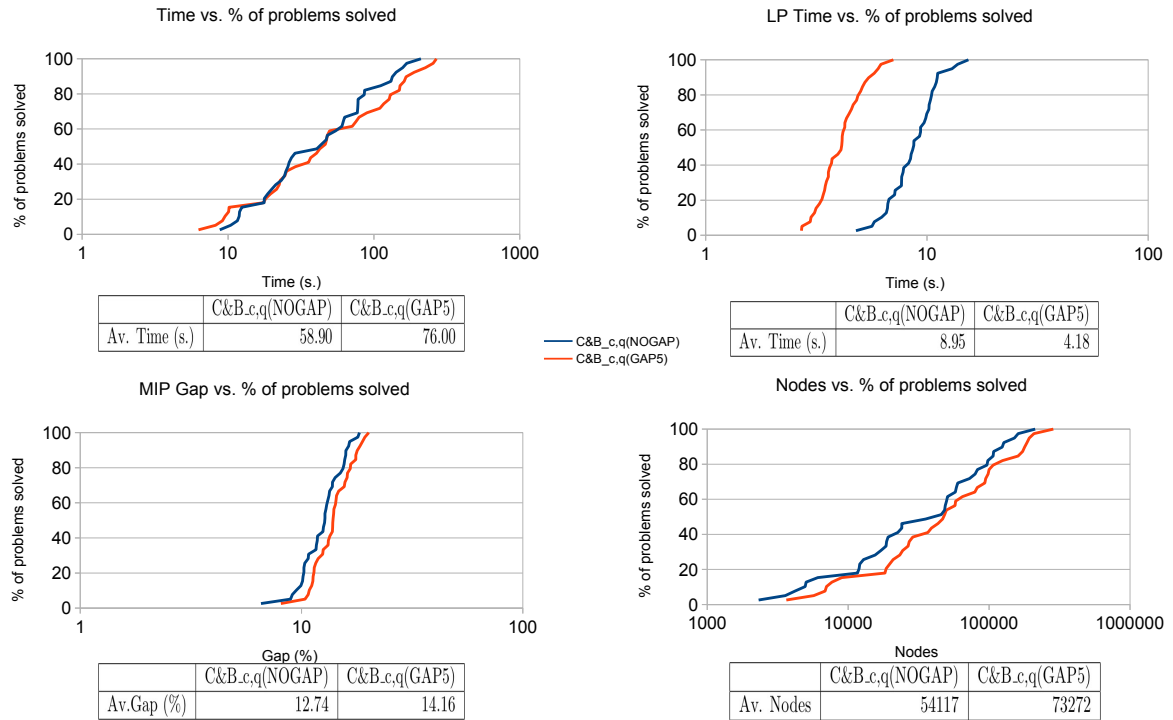 Time vs. % of problems solved
% of problems solved
100
80
60
40
20
0
1 10 100 1000
Time (s.)
C&B_c,q(NOGAP) C&B_c,q(GAP5)
Av. Time (s.) 58.90 76.00
LP Time vs. % of problems solved
% of problems solved
100
80
60
40
20
0
1 10 100
Time (s.)
C&B_c,q(NOGAP) C&B_c,q(GAP5)
Av. Time (s.) 8.95 4.18
C&B_c,q(NOGAP)
C&B_c,q(GAP5)
MIP Gap vs. % of problems solved
% of problems solved
100
80
60
40
20
0
1 10 100
Gap (%)
C&B_c,q(NOGAP) C&B_c,q(GAP5)
Av.Gap (%) 12.74 14.16
Nodes vs. % of problems solved
% of problems solved
100
80
60
40
20
0
1000 10000 100000 1000000
Nodes
C&B_c,q(NOGAP) C&B_c,q(GAP5)
Av. Nodes 54117 73272